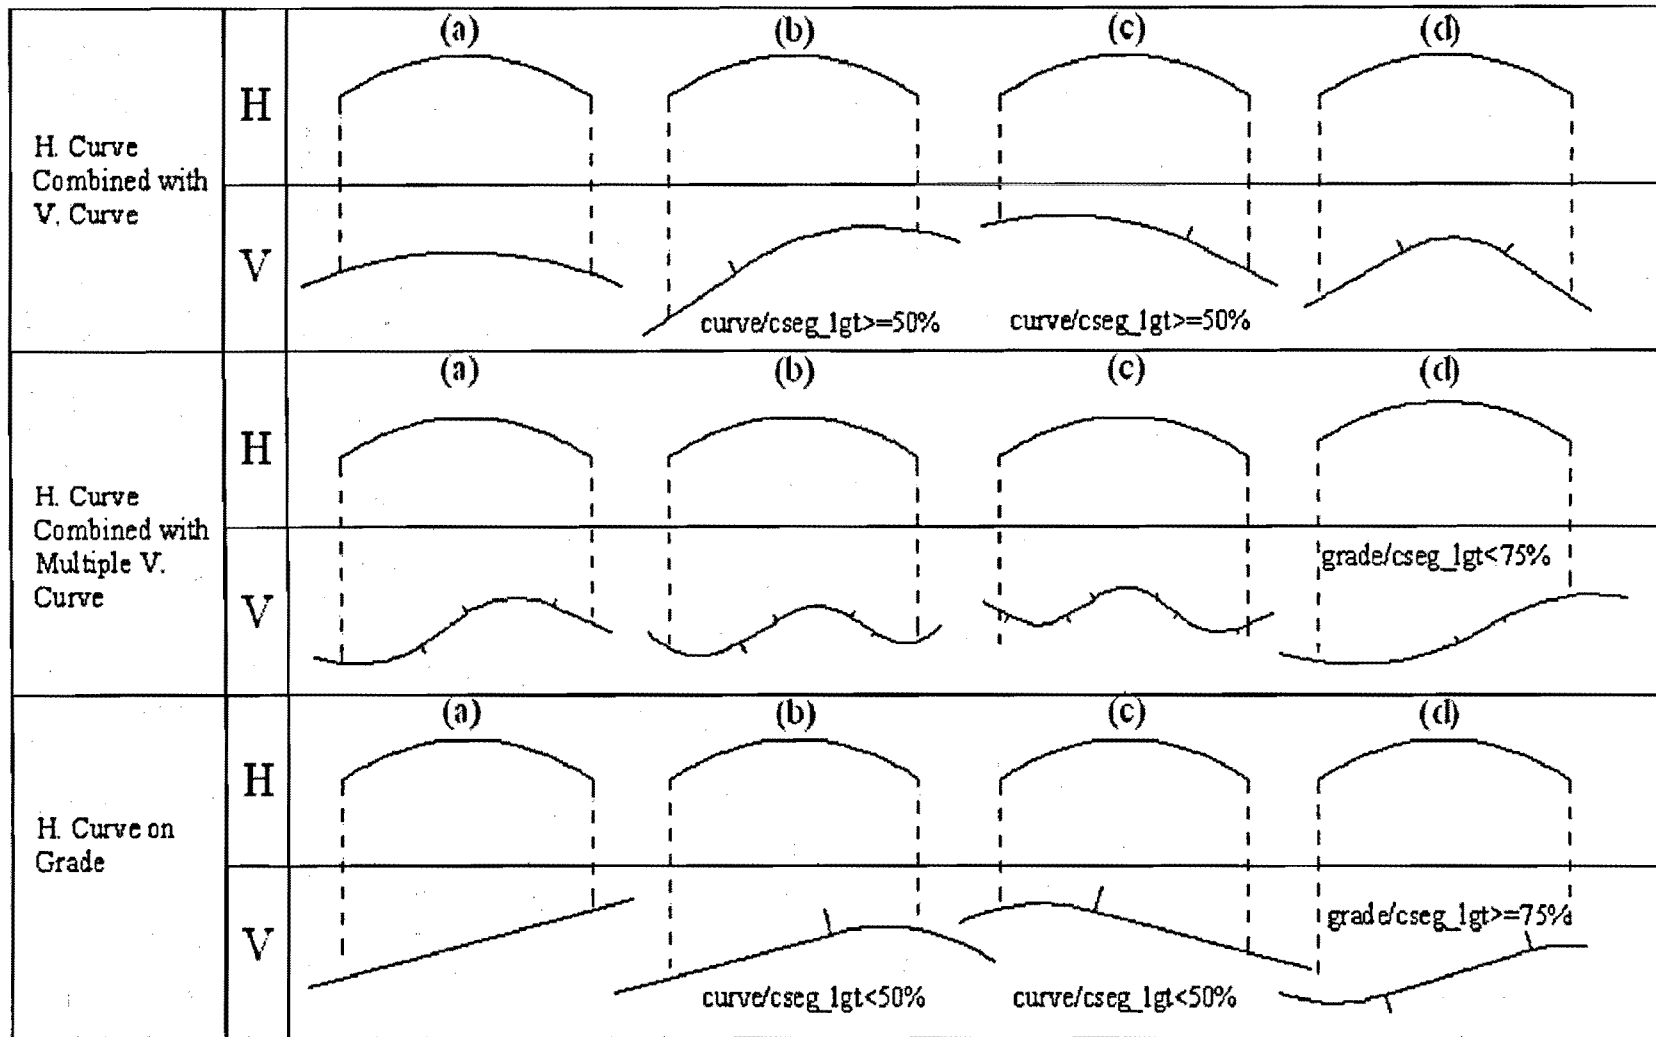 (a) (b) (c) (d)
H. Curve
Combined with
V. Curve
H
V
curve/cseg_lgt>=50% curve/cseg_lgt>=50%
(a) (b) (c) (d)
H. Curve
Combined with
Multiple V.
Curve
H
V
grade/cseg_lgt<75%
(a) (b) (c) (d)
H. Curve on
Grade
H
V
grade/cseg_lgt>=75%
curve/cseg_lgt<50% curve/cseg_lgt<50%